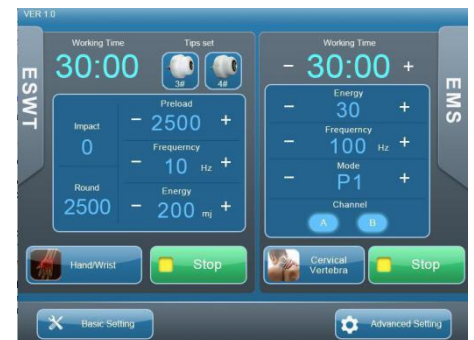 VER 1.0
ESWT
Working Time
30:00
Tips set
3#
4#
Impact
0
Round
2500
Preload
- 2500 +
Frequerncy
- 10 Hz +
Energy
- 200 mj +
Hand/Wrist
Stop
Working Time
- 30:00 +
Energy
- 30 +
Frequerncy
- 100 Hz +
Mode
- P1 +
Channel
A B
Cervical
Vertebra
Stop
EMS
Basic Setting
Advanced Setting